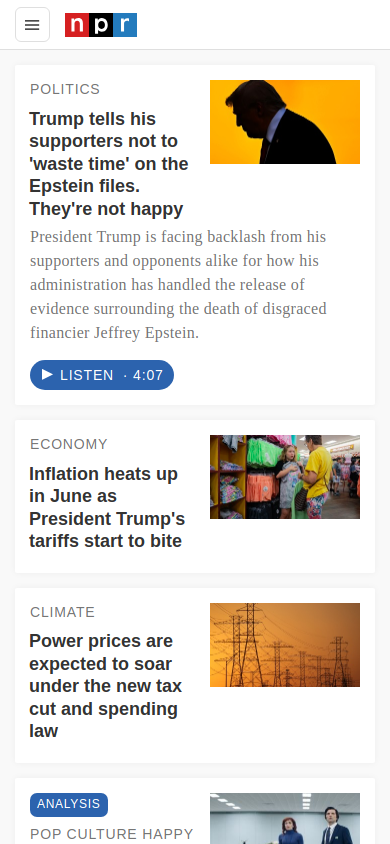 npr
POLITICS
Trump tells his
supporters not to
'waste time' on the
Epstein files.
They're not happy
President Trump is facing backlash from his
supporters and opponents alike for how his
administration has handled the release of
evidence surrounding the death of disgraced
financier Jeffrey Epstein.
LISTEN · 4:07
ECONOMY
Inflation heats up
in June as
President Trump's
tariffs start to bite
CLIMATE
Power prices are
expected to soar
under the new tax
cut and spending
law
ANALYSIS
POP CULTURE HAPPY